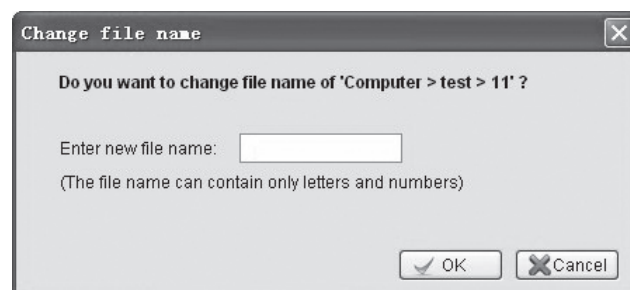 Change file name
Do you want to change file name of 'Computer > test > 11' ?
Enter new file name:
(The file name can contain only letters and numbers)
OK
Cancel